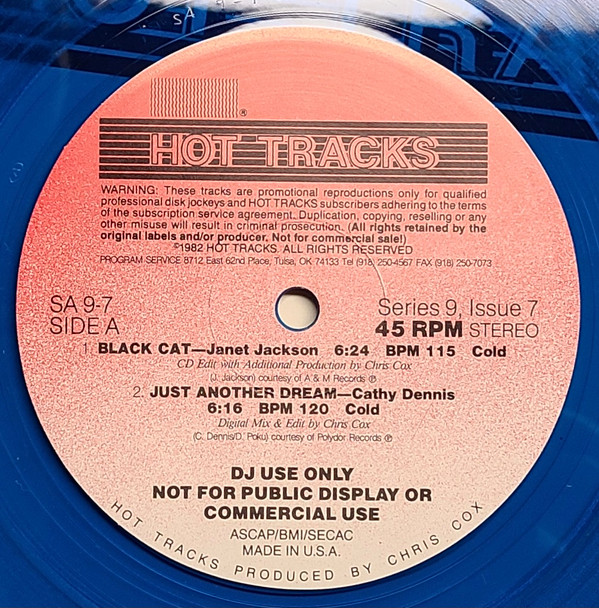 SA
®
HOT TRACKS
WARNING: These tracks are promotional reproductions only for qualified
professional disk jockeys and HOT TRACKS subscribers adhering to the terms
of the subscription service agreement. Duplication, copying, reselling or any
other misuse will result in criminal prosecution. (All rights retained by the
original labels and/or producer. Not for commercial sale!)
©1982 HOT TRACKS. ALL RIGHTS RESERVED
PROGRAM SERVICE 8712 East 62nd Place, Tulsa, OK 74133 Tel (918) 250-4567 FAX (918) 250-7073
SA 9-7 Series 9, Issue 7
SIDE A 45 RPM STEREO
1. BLACK CAT—Janet Jackson 6:24 BPM 115 Cold
CD Edit with Additional Production by Chris Cox
(J. Jackson) courtesy of A & M Records ℗
2. JUST ANOTHER DREAM—Cathy Dennis
6:16 BPM 120 Cold
Digital Mix & Edit by Chris Cox
(C. Dennis/D. Poku) courtesy of Polydor Records ℗
DJ USE ONLY
NOT FOR PUBLIC DISPLAY OR
COMMERCIAL USE
ASCAP/BMI/SECAC
MADE IN U.S.A.
HOT TRACKS PRODUCED BY CHRIS COX